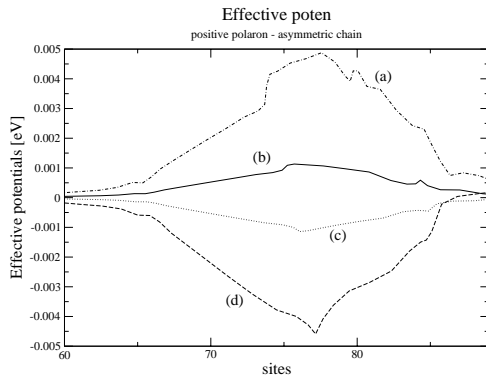 Effective poten
positive polaron - asymmetric chain
0.005
0.004
0.003
0.002
0.001
0
-0.001
-0.002
-0.003
-0.004
-0.005
Effective potentials [eV]
(a)
(b)
(c)
(d)
60
70
80
sites